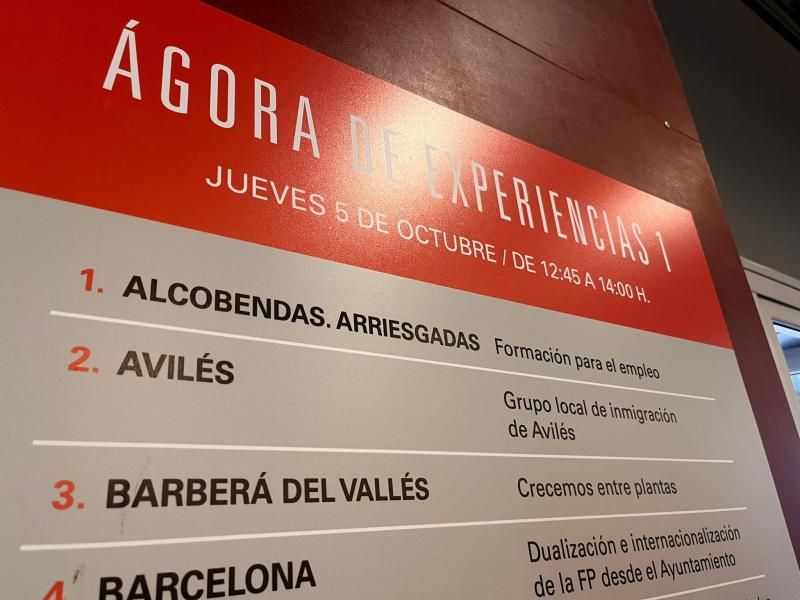 ÁGORA DE EXPERIENCIAS 1
JUEVES 5 DE OCTUBRE / DE 12:45 A 14:00 H.
1. ALCOBENDAS. ARRIESGADAS Formación para el empleo
2. AVILÉS Grupo local de inmigración
de Avilés
3. BARBERÁ DEL VALLÉS Crecemos entre plantas
4. BARCELONA Dualización e internacionalización
de la FP desde el Ayuntamiento